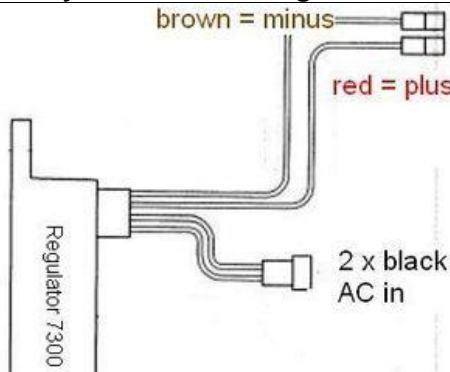 brown = minus
red = plus
2 x black
AC in
Regulator 7300